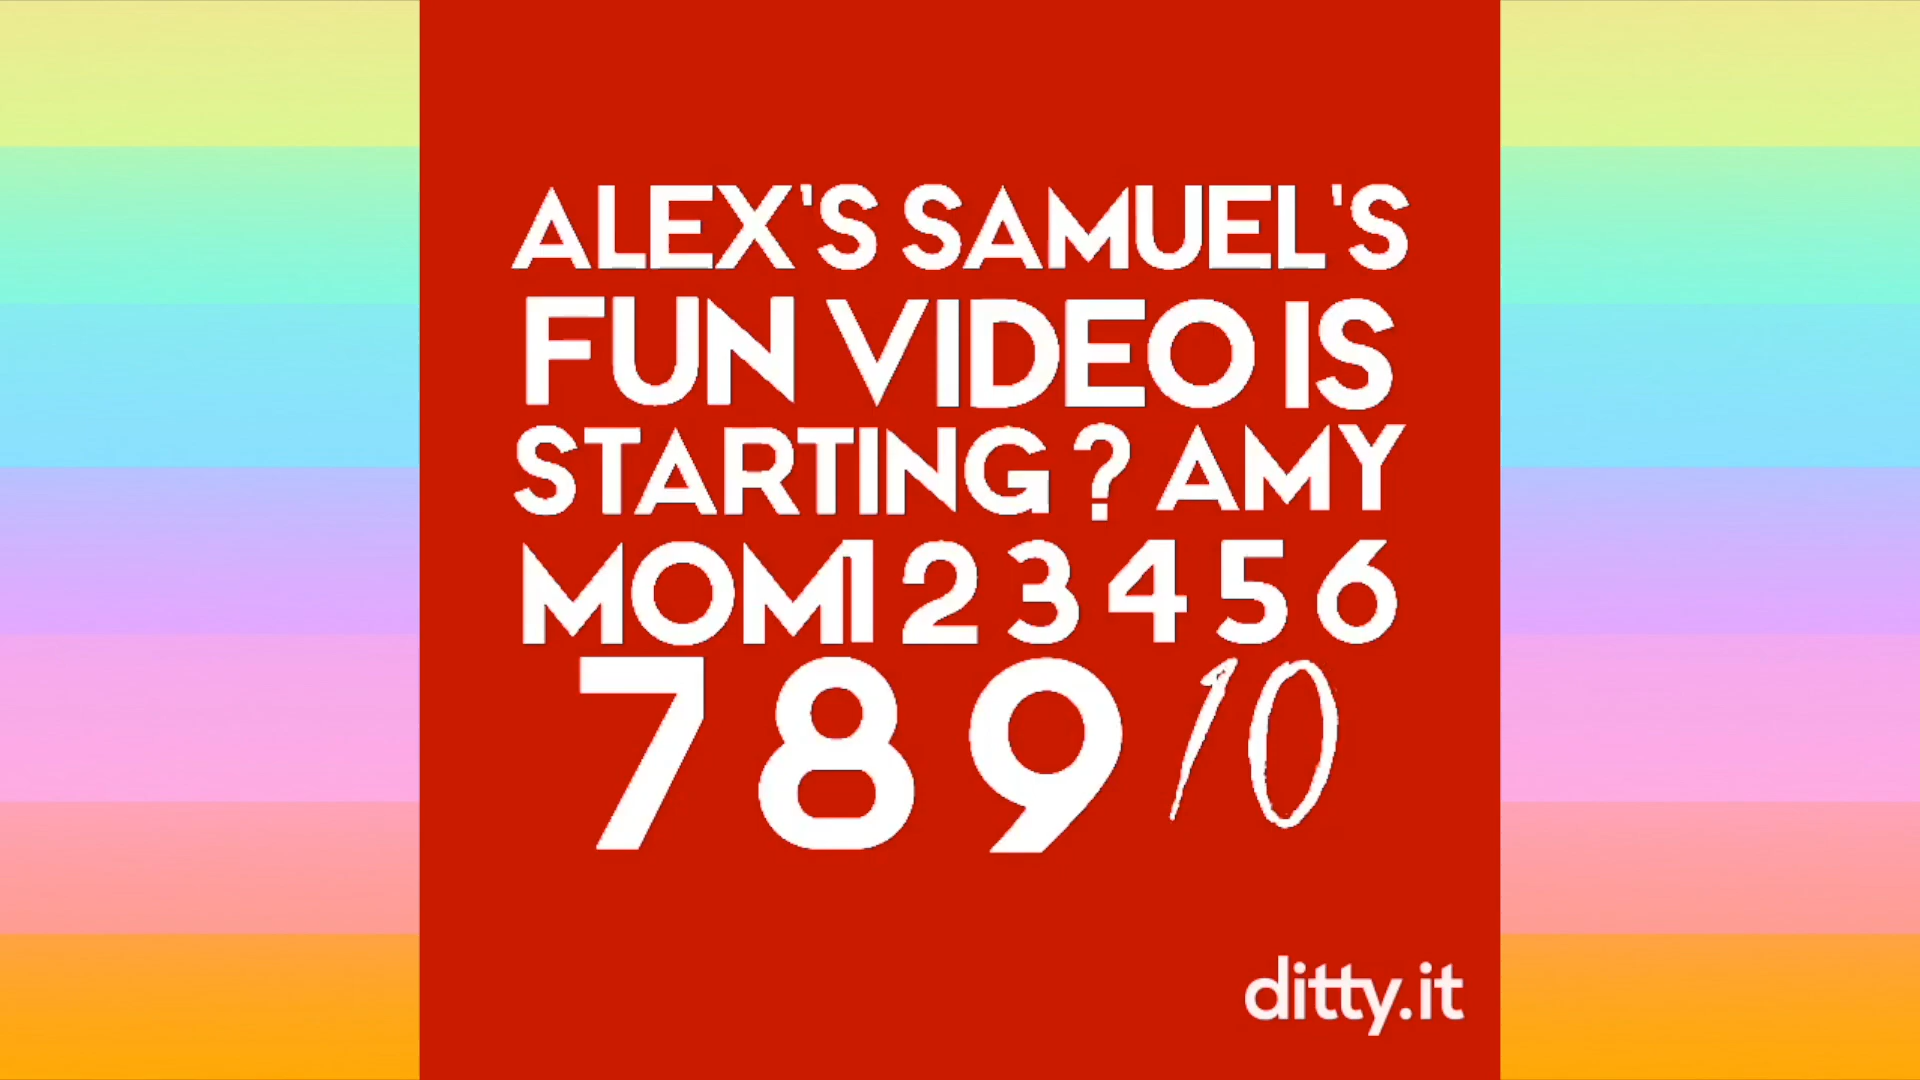 ALEX'S SAMUEL'S
FUN VIDEO IS
STARTING ? AMY
MOM1 2 3 4 5 6
7 8 9 10
ditty.it